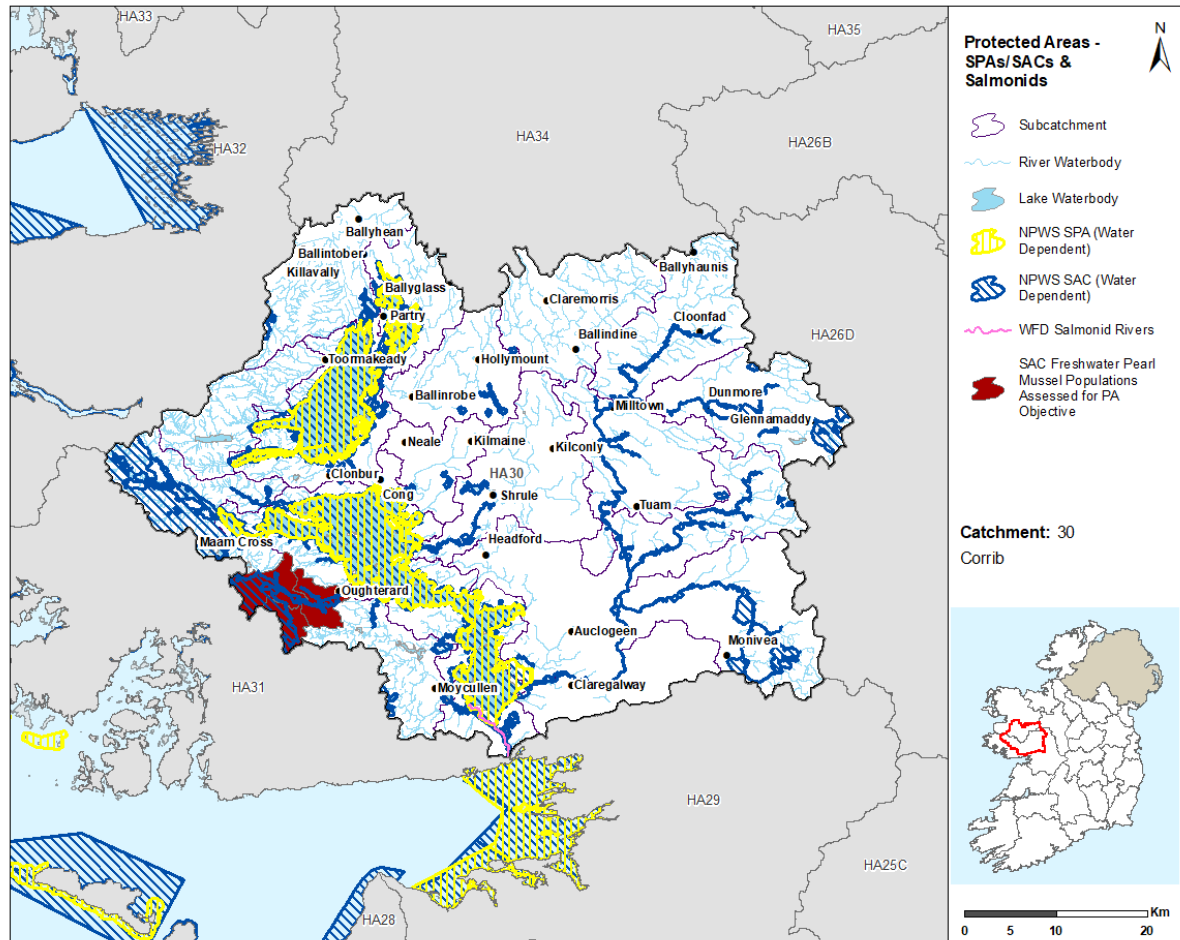 HA33
HA35
HA32
HA34
HA26B
Ballyhean
Ballintober
Killavally
Ballyhaunis
Ballyglass
Claremorris
Partry
Cloonfad
Ballindine
HA26D
Toormakeady
Hollymount
Ballinrobe
Dunmore
Milltown
Glennamaddy
Neale
Kilmaine
Kilconly
Clonbur
HA30
Cong
Shrule
Tuam
Maam Cross
Headford
Oughterard
Auclogeen
Monivea
HA31
Moycullen
Claregalway
HA29
HA25C
HA28
Protected Areas -
SPAs/SACs &
Salmonids
N
Subcatchment
River Waterbody
Lake Waterbody
NPWS SPA (Water
Dependent)
NPWS SAC (Water
Dependent)
WFD Salmonid Rivers
SAC Freshwater Pearl
Mussel Populations
Assessed for PA
Objective
Catchment: 30
Corrib
Km
0 5 10 20